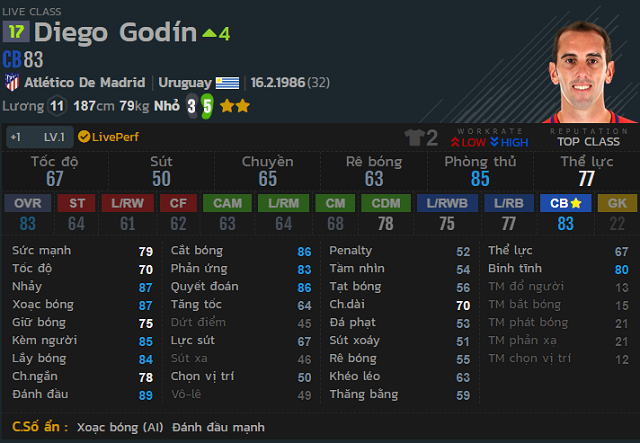 LIVE CLASS
17 Diego Godín 4
CB 83
Atlético De Madrid Uruguay 16.2.1986 (32)
Lương 11 187cm 79kg Nhỏ 3 5
+1 LV.1 LivePerf 2 WORKRATE LOW HIGH REPUTATION TOP CLASS
Tốc độ Sút Chuyền Rê bóng Phòng thủ Thể lực
67 50 65 63 85 77
OVR ST L/RW CF CAM L/RM CM CDM L/RWB L/RB CB GK
83 64 61 62 63 64 68 78 75 77 83 22
Sức mạnh 79 Cắt bóng 86 Penalty 52 Thể lực 67
Tốc độ 70 Phản ứng 83 Tầm nhìn 54 Bình tĩnh 80
Nhảy 87 Quyết đoán 86 Tạt bóng 56 TM đổ người 13
Xoạc bóng 87 Tăng tốc 64 Ch.dài 70 TM bắt bóng 15
Giữ bóng 75 Dứt điểm 45 Đá phạt 53 TM phát bóng 21
Kèm người 85 Lực sút 67 Sút xoáy 51 TM phản xạ 21
Lấy bóng 84 Sút xa 46 Rê bóng 55 TM chọn vị trí 12
Ch.ngắn 78 Chọn vị trí 50 Khéo léo 63
Đánh đầu 89 Vô-lê 49 Thăng bằng 59
C.Số ẩn : Xoạc bóng (AI) Đánh đầu mạnh